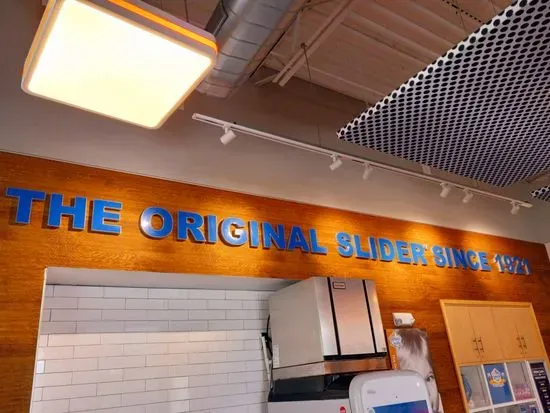 THE ORIGINAL SLIDER SINCE 1921